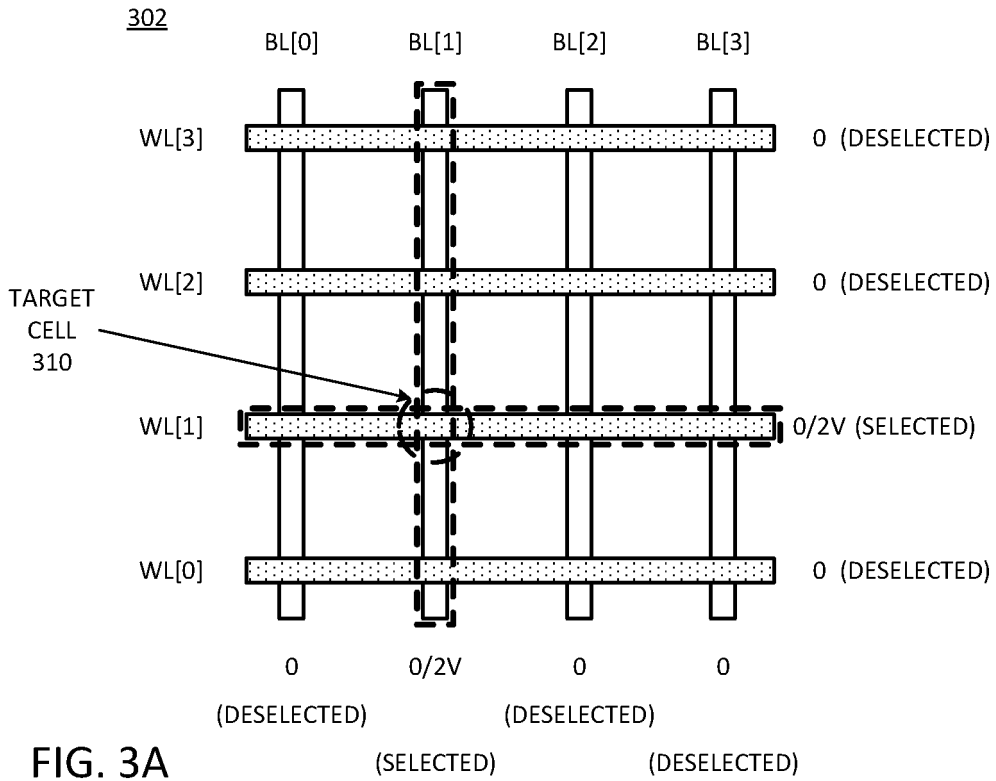 302
BL[0] BL[1] BL[2] BL[3]
WL[3] 0 (DESELECTED)
WL[2] 0 (DESELECTED)
TARGET
CELL
310
WL[1] 0/2V (SELECTED)
WL[0] 0 (DESELECTED)
0 0/2V 0 0
(DESELECTED) (DESELECTED)
(SELECTED) (DESELECTED)
FIG. 3A